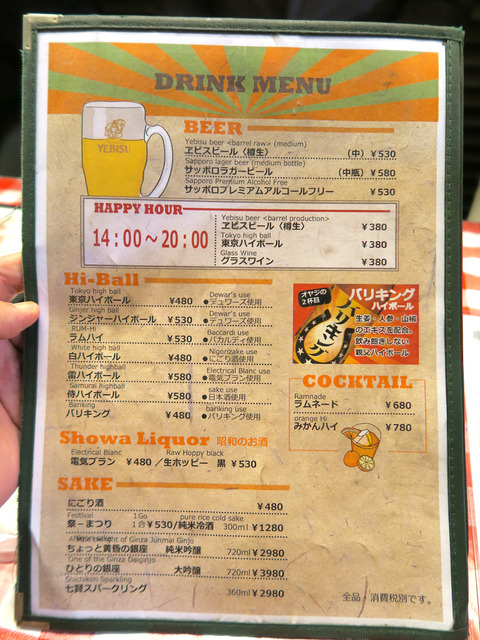 DRINK MENU
YEBISU
BEER
Yebisu beer <barrel raw> (medium)
ヱビスビール〈樽生〉 (中) ¥530
Sapporo lager beer (medium bottle)
サッポロラガービール (中瓶) ¥580
Sapporo Premium Alcohol Free
サッポロプレミアムアルコールフリー ¥530
HAPPY HOUR
14:00～20:00
Yebisu beer <barrel production>
ヱビスビール〈樽生〉 ¥380
Tokyo high ball
東京ハイボール ¥380
Glass Wine
グラスワイン ¥380
Hi-Ball
Tokyo high ball Dewar's use
東京ハイボール ¥480 ●デュワーズ使用
Ginger high ball Dewar's use
ジンジャーハイボール ¥530 ●デュワーズ使用
RUM-Hi Baccardi use
ラムハイ ¥530 ●バカルディ使用
White high ball Nigorizake use
白ハイボール ¥480 ●にごり酒使用
Thunder highball Electrical Blanc use
雷ハイボール ¥580 ●電気ブラン使用
Samurai highball sake use
侍ハイボール ¥580 ●日本酒使用
Banking banking use
バリキング ¥480 ●バリキング使用
オヤジの
2杯目
バリキング
ハイボール
バリキング
生姜・人参・山椒
のエキスを配合。
飲み飽きしない
親父ハイボール
COCKTAIL
Ramnade
ラムネード ¥680
orange Hi
みかんハイ ¥780
Showa Liquor 昭和のお酒
Electrical Blanc Raw Hoppy black
電気ブラン ¥480／生ホッピー 黒 ¥530
SAKE
にごり酒 ¥480
Festival 1Go pure rice cold sake
祭－まつり 1合¥530/純米冷酒 300ml ¥1280
of Ginza Junmai Ginjo
ちょっと黄昏の銀座 純米吟醸 720ml ¥2980
One of the Ginza Daiginjo
ひとりの銀座 大吟醸 720ml ¥3980
Shichiken Sparkling
七賢スパークリング 360ml ¥2980
全品・消費税別です。